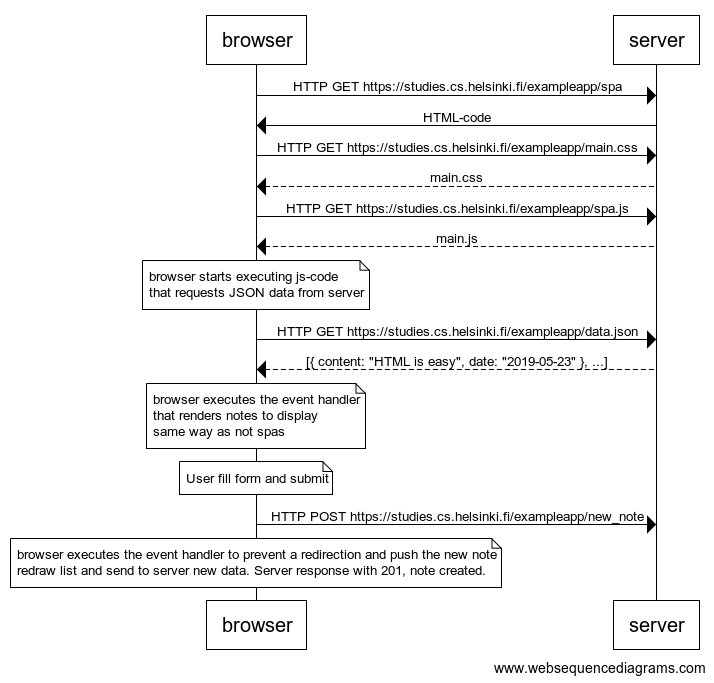 browser server
HTTP GET https://studies.cs.helsinki.fi/exampleapp/spa
HTML-code
HTTP GET https://studies.cs.helsinki.fi/exampleapp/main.css
main.css
HTTP GET https://studies.cs.helsinki.fi/exampleapp/spa.js
main.js
browser starts executing js-code
that requests JSON data from server
HTTP GET https://studies.cs.helsinki.fi/exampleapp/data.json
[{ content: "HTML is easy", date: "2019-05-23" }, ...]
browser executes the event handler
that renders notes to display
same way as not spas
User fill form and submit
HTTP POST https://studies.cs.helsinki.fi/exampleapp/new_note
browser executes the event handler to prevent a redirection and push the new note
redraw list and send to server new data. Server response with 201, note created.
browser server
www.websequencediagrams.com